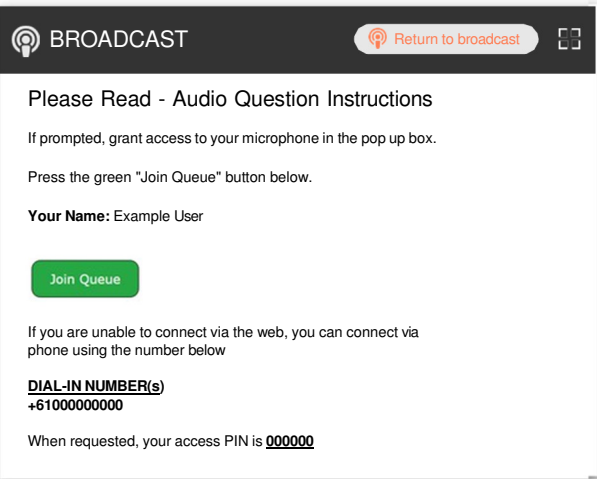 BROADCAST
Return to broadcast
Please Read - Audio Question Instructions
If prompted, grant access to your microphone in the pop up box.
Press the green "Join Queue" button below.
Your Name: Example User
Join Queue
If you are unable to connect via the web, you can connect via
phone using the number below
DIAL-IN NUMBER(s)
+61000000000
When requested, your access PIN is 000000